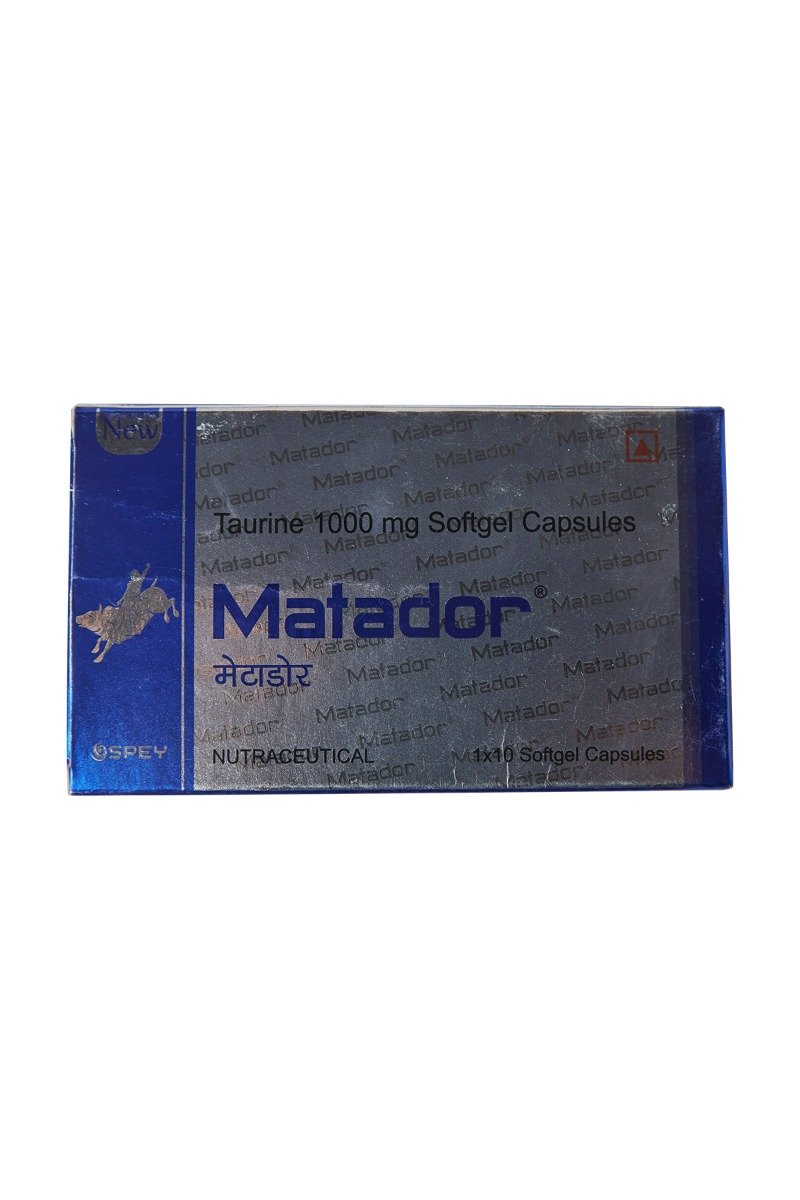 New
Taurine 1000 mg Softgel Capsules
Matador®
मेटाडोर
SPEY
NUTRACEUTICAL
1x10 Softgel Capsules